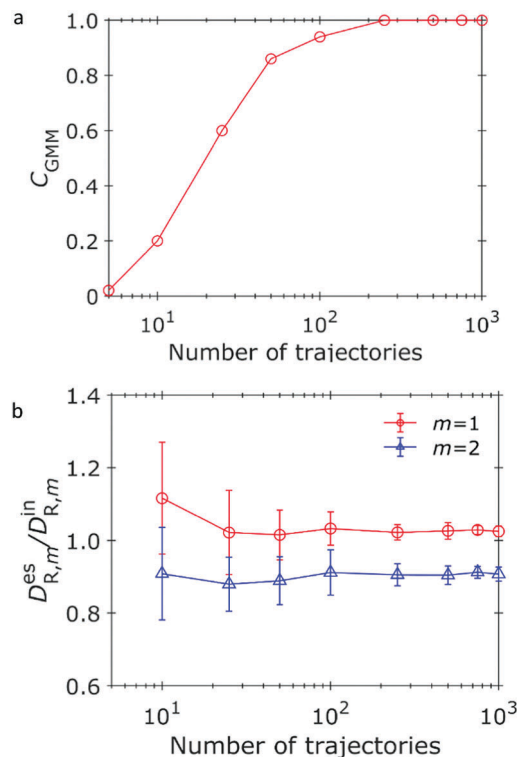 a
1.0
0.8
0.6
0.4
0.2
0
C_GMM
10^1
10^2
10^3
Number of trajectories
b
1.4
1.2
1.0
0.8
0.6
D^es_R,m/D^in_R,m
m=1
m=2
10^1
10^2
10^3
Number of trajectories